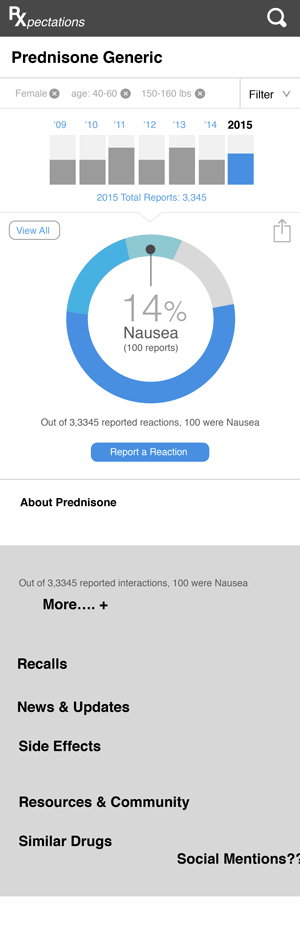 Rxpectations
Prednisone Generic
Female age: 40-60 150-160 lbs Filter
'09 '10 '11 '12 '13 '14 2015
2015 Total Reports: 3,345
View All
14%
Nausea
(100 reports)
Out of 3,3345 reported reactions, 100 were Nausea
Report a Reaction
About Prednisone
Out of 3,3345 reported interactions, 100 were Nausea
More.... +
Recalls
News & Updates
Side Effects
Resources & Community
Similar Drugs
Social Mentions??